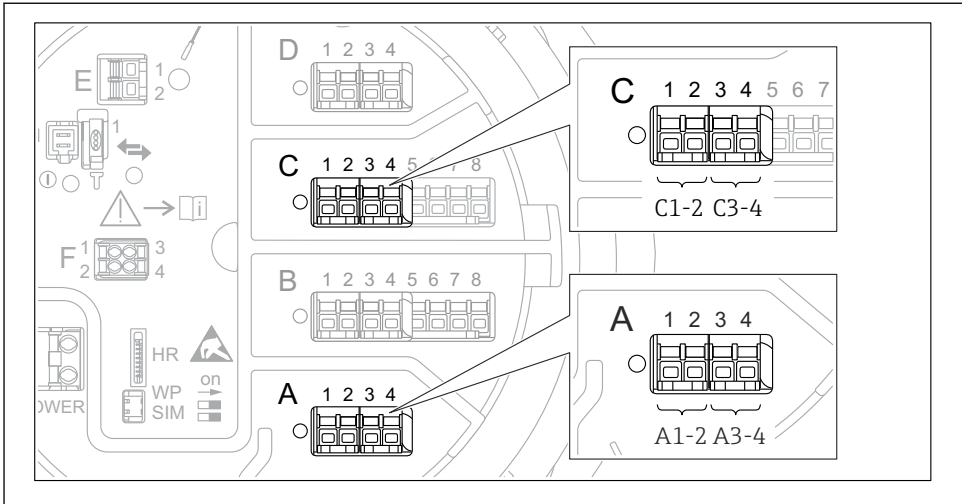 D 1 2 3 4
E 1
2
1
C 1 2 3 4 5 6 7 8
C 1 2 3 4 5 6 7
C1-2 C3-4
i
F 1 3
2 4
B 1 2 3 4 5 6 7 8
HR
WP on
SIM
OWER
A 1 2 3 4
A 1 2 3 4
A1-2 A3-4